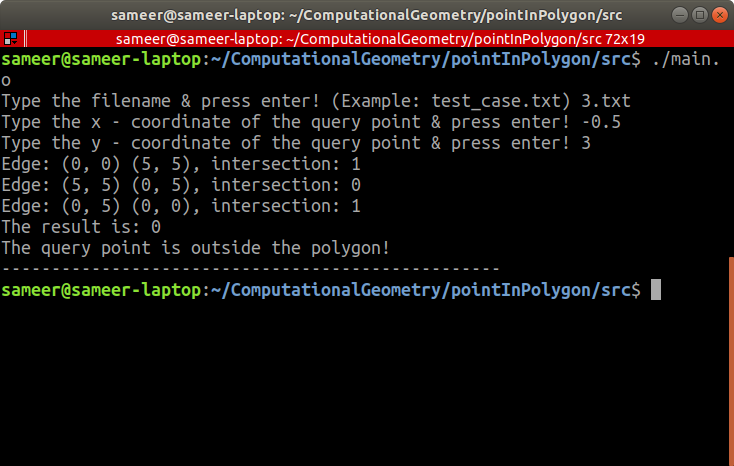 sameer@sameer-laptop: ~/ComputationalGeometry/pointInPolygon/src
sameer@sameer-laptop: ~/ComputationalGeometry/pointInPolygon/src 72x19
sameer@sameer-laptop:~/ComputationalGeometry/pointInPolygon/src$ ./main.
o
Type the filename & press enter! (Example: test_case.txt) 3.txt
Type the x - coordinate of the query point & press enter! -0.5
Type the y - coordinate of the query point & press enter! 3
Edge: (0, 0) (5, 5), intersection: 1
Edge: (5, 5) (0, 5), intersection: 0
Edge: (0, 5) (0, 0), intersection: 1
The result is: 0
The query point is outside the polygon!
--------------------------------------------------
sameer@sameer-laptop:~/ComputationalGeometry/pointInPolygon/src$